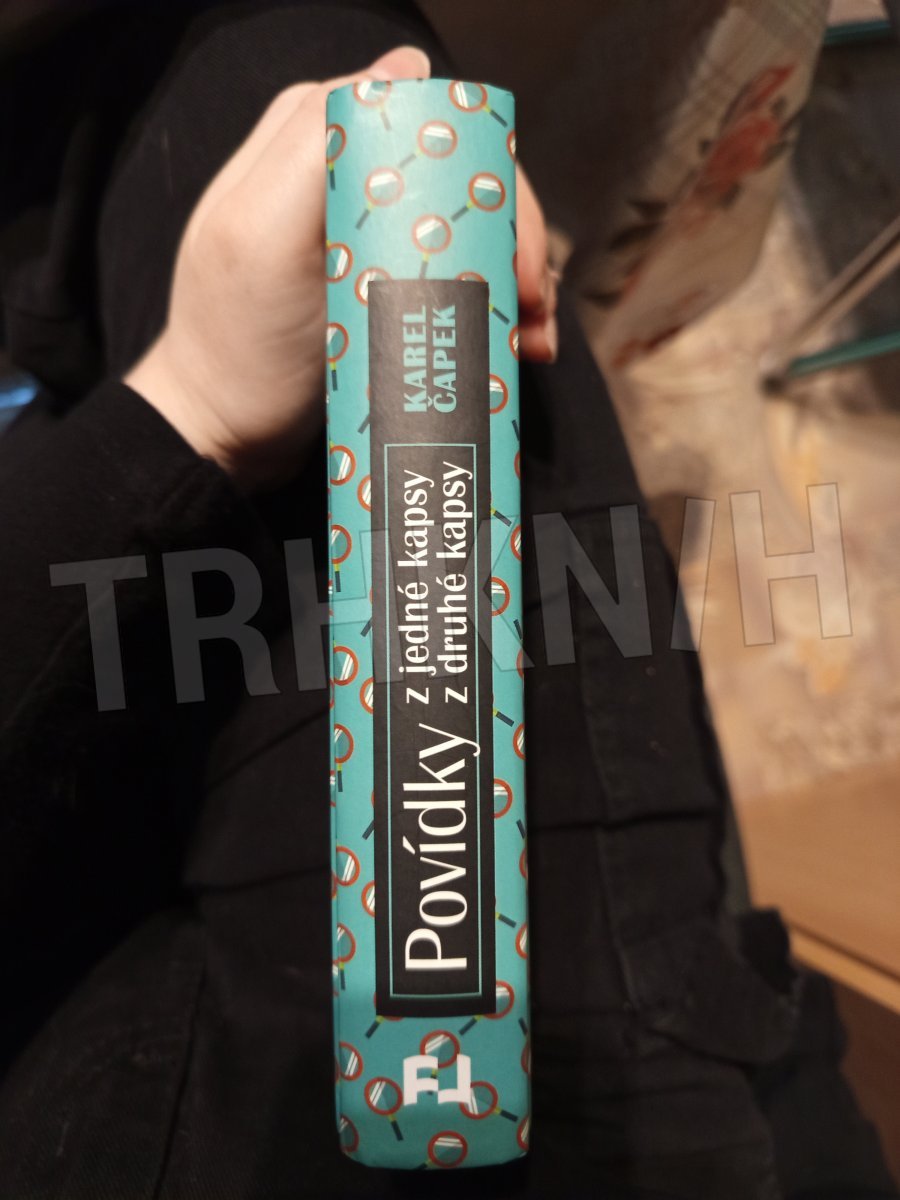 KAREL
ČAPEK
Povídky
z jedné kapsy
z druhé kapsy
TRHKNIH